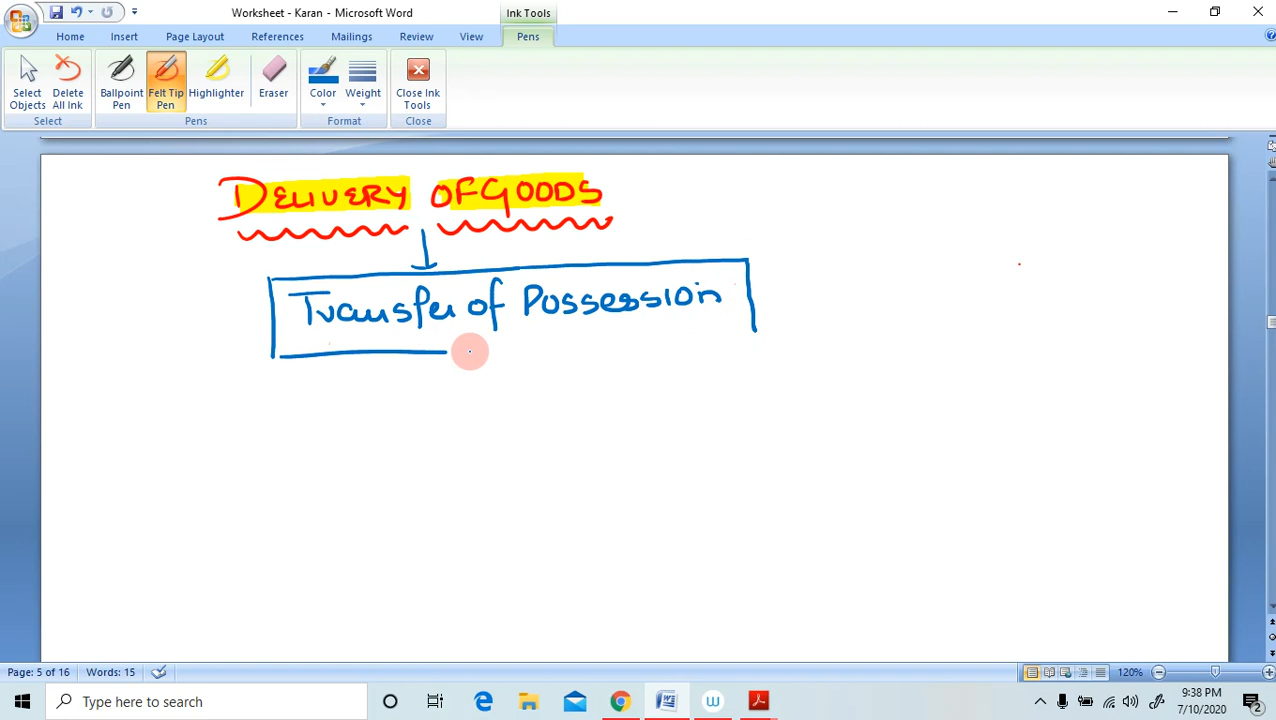 Worksheet - Karan - Microsoft Word
Ink Tools
Home Insert Page Layout References Mailings Review View Pens
Select Objects
Delete All Ink
Ballpoint Pen
Felt Tip Pen
Highlighter
Eraser
Color
Weight
Close Ink Tools
Select Pens Format Close
DELIVERY OF GOODS
Transfer of Possession
Page: 5 of 16 Words: 15 120%
Type here to search
9:38 PM
7/10/2020
2